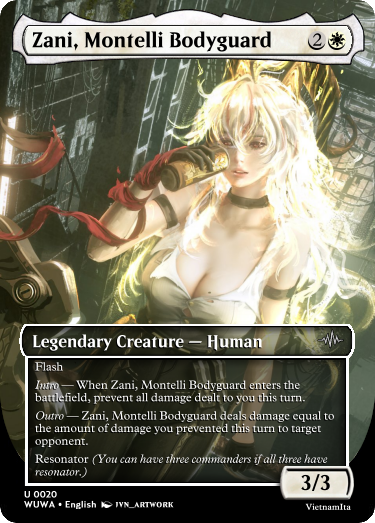 Zani, Montelli Bodyguard 2
Legendary Creature — Human
Flash
Intro — When Zani, Montelli Bodyguard enters the
battlefield, prevent all damage dealt to you this turn.
Outro — Zani, Montelli Bodyguard deals damage equal to
the amount of damage you prevented this turn to target
opponent.
Resonator (You can have three commanders if all three have
resonator.)
3/3
U 0020
WUWA • English JVN_ARTWORK
VietnamIta